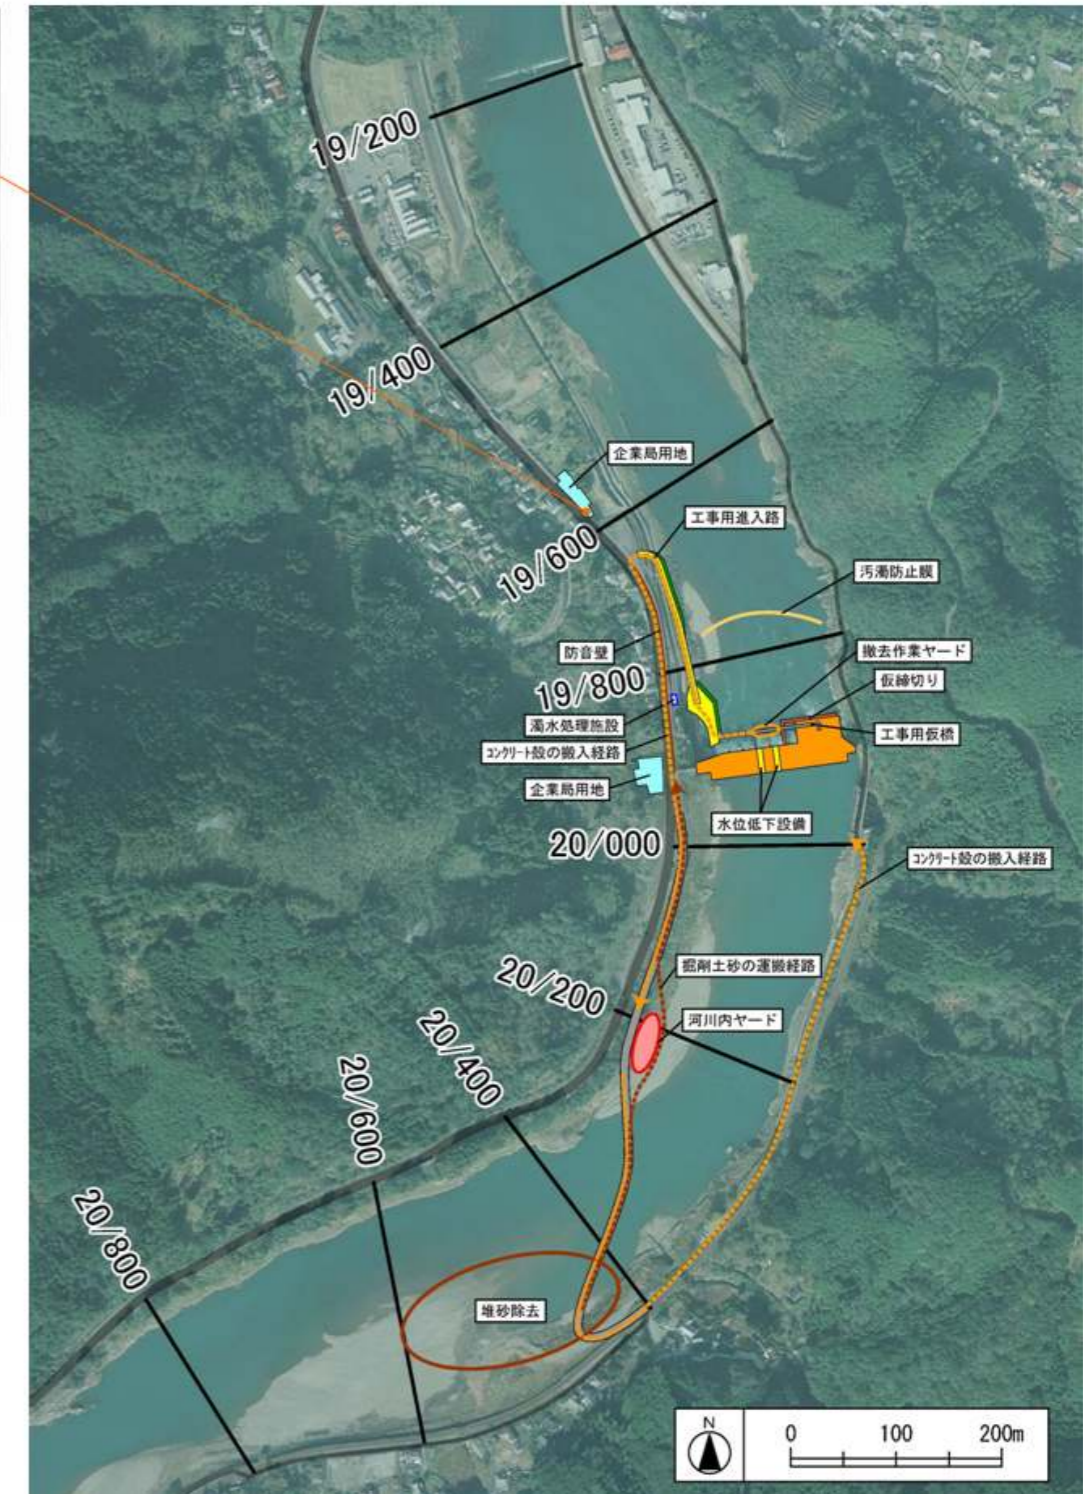 19/200
19/400
企業局用地
工事用進入路
19/600
汚濁防止膜
防音壁
撤去作業ヤード
19/800
仮締切り
濁水処理施設
工事用仮橋
コンクリート殻の搬入経路
企業局用地
水位低下設備
20/000
コンクリート殻の搬入経路
掘削土砂の運搬経路
20/200
河川内ヤード
20/400
20/600
20/800
堆砂除去
N
0 100 200m